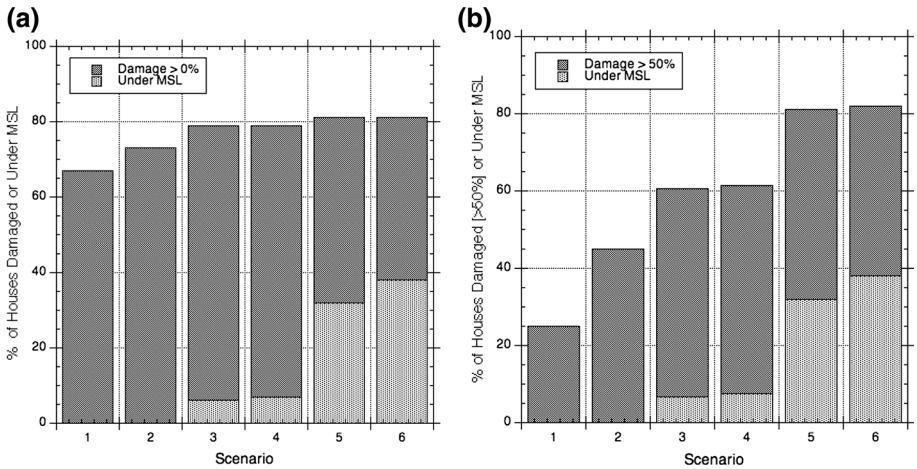 (a)
100
80
60
40
20
0
% of Houses Damaged or Under MSL
Damage > 0%
Under MSL
1 2 3 4 5 6
Scenario
(b)
100
80
60
40
20
0
% of Houses Damaged [>50%] or Under MSL
Damage > 50%
Under MSL
1 2 3 4 5 6
Scenario